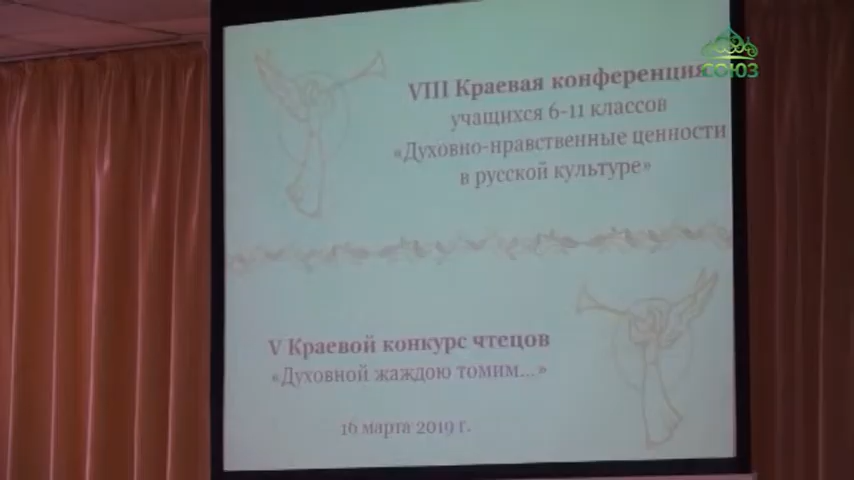 СОЮЗ
VIII Краевая конференция
учащихся 6-11 классов
«Духовно-нравственные ценности
в русской культуре»
V Краевой конкурс чтецов
«Духовной жаждою томим...»
16 марта 2019 г.